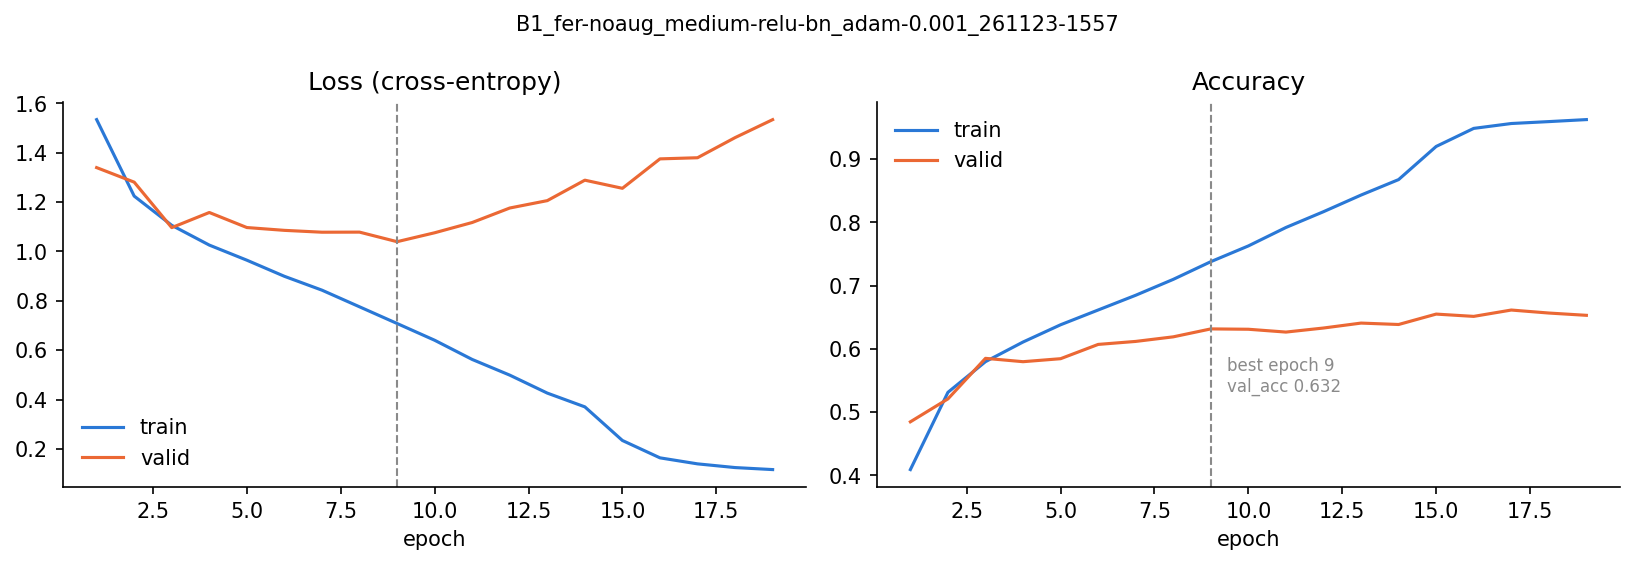 B1_fer-noaug_medium-relu-bn_adam-0.001_261123-1557
Loss (cross-entropy)
1.6
1.4
1.2
1.0
0.8
0.6
0.4
0.2
train
valid
2.5 5.0 7.5 10.0 12.5 15.0 17.5
epoch
Accuracy
train
valid
0.9
0.8
0.7
0.6
0.5
0.4
best epoch 9
val_acc 0.632
2.5 5.0 7.5 10.0 12.5 15.0 17.5
epoch